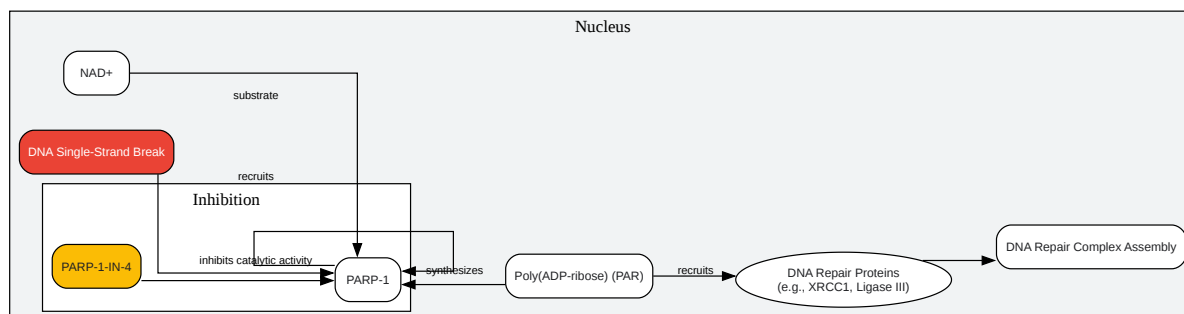 Nucleus
NAD+
substrate
DNA Single-Strand Break
recruits
Inhibition
PARP-1-IN-4
inhibits catalytic activity
PARP-1
synthesizes
Poly(ADP-ribose) (PAR)
recruits
DNA Repair Proteins
(e.g., XRCC1, Ligase III)
DNA Repair Complex Assembly